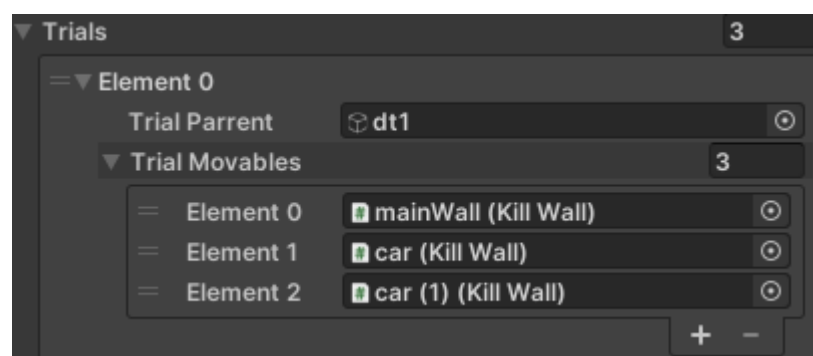 Trials 3
Element 0
Trial Parrent dt1
Trial Movables 3
Element 0 mainWall (Kill Wall)
Element 1 car (Kill Wall)
Element 2 car (1) (Kill Wall)
+ -